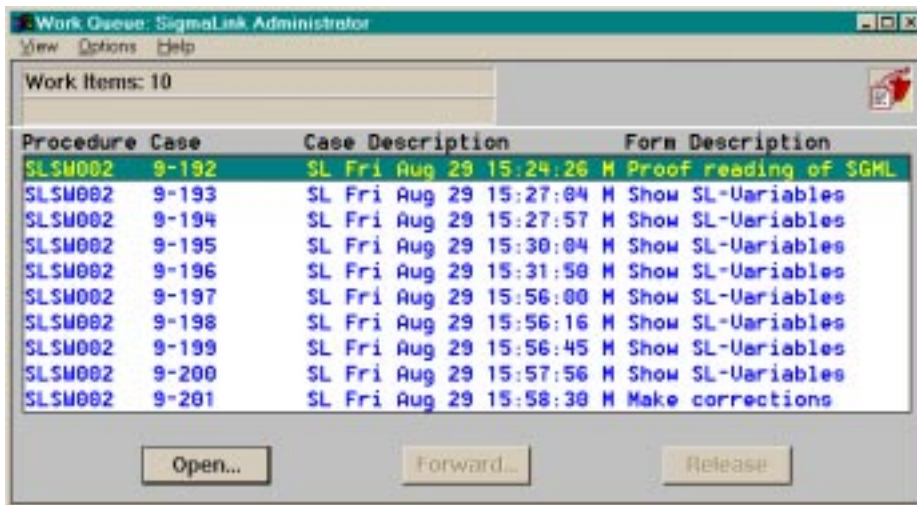 Work Queue: SigmaLink Administrator
View Options Help
Work Items: 10
Procedure Case Case Description Form Description
SLSW002 9-192 SL Fri Aug 29 15:24:26 M Proof reading of SGML
SLSW002 9-193 SL Fri Aug 29 15:27:04 M Show SL-Variables
SLSW002 9-194 SL Fri Aug 29 15:27:57 M Show SL-Variables
SLSW002 9-195 SL Fri Aug 29 15:30:04 M Show SL-Variables
SLSW002 9-196 SL Fri Aug 29 15:31:50 M Show SL-Variables
SLSW002 9-197 SL Fri Aug 29 15:56:00 M Show SL-Variables
SLSW002 9-198 SL Fri Aug 29 15:56:16 M Show SL-Variables
SLSW002 9-199 SL Fri Aug 29 15:56:45 M Show SL-Variables
SLSW002 9-200 SL Fri Aug 29 15:57:56 M Show SL-Variables
SLSW002 9-201 SL Fri Aug 29 15:58:30 M Make corrections
Open... Forward... Release